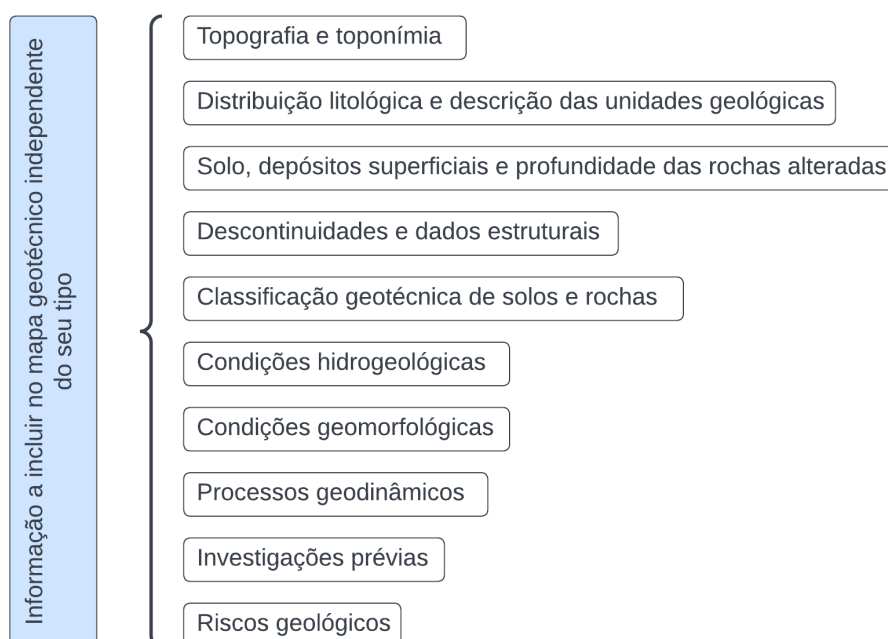 Informação a incluir no mapa geotécnico independente
do seu tipo
Topografia e toponímia
Distribuição litológica e descrição das unidades geológicas
Solo, depósitos superficiais e profundidade das rochas alteradas
Descontinuidades e dados estruturais
Classificação geotécnica de solos e rochas
Condições hidrogeológicas
Condições geomorfológicas
Processos geodinâmicos
Investigações prévias
Riscos geológicos